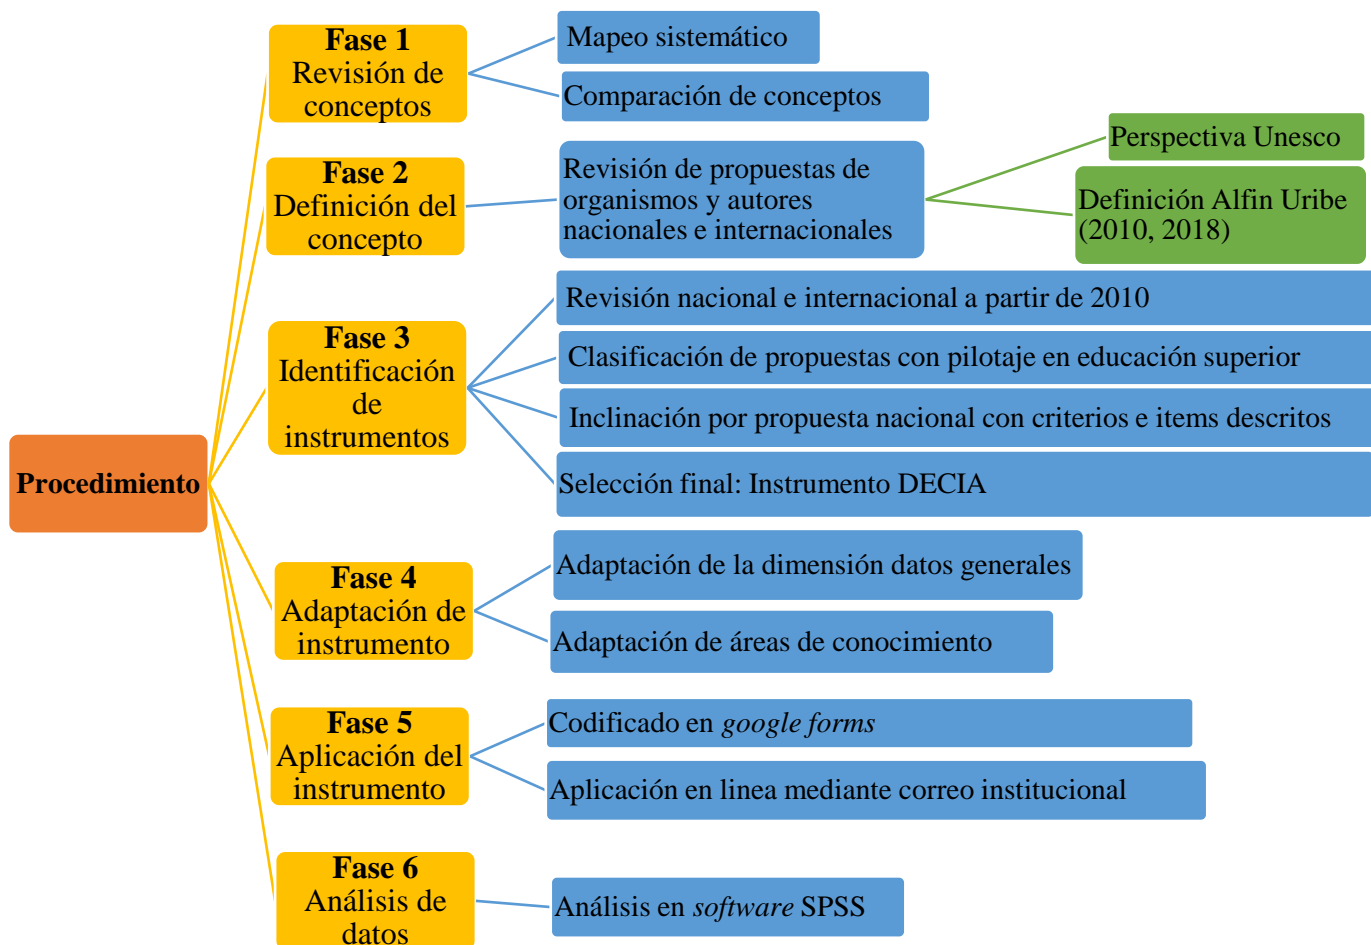 Procedimiento
Fase 1
Revisión de
conceptos
Mapeo sistemático
Comparación de conceptos
Fase 2
Definición del
concepto
Revisión de propuestas de
organismos y autores
nacionales e internacionales
Perspectiva Unesco
Definición Alfin Uribe
(2010, 2018)
Fase 3
Identificación
de
instrumentos
Revisión nacional e internacional a partir de 2010
Clasificación de propuestas con pilotaje en educación superior
Inclinación por propuesta nacional con criterios e items descritos
Selección final: Instrumento DECIA
Fase 4
Adaptación de
instrumento
Adaptación de la dimensión datos generales
Adaptación de áreas de conocimiento
Fase 5
Aplicación del
instrumento
Codificado en google forms
Aplicación en linea mediante correo institucional
Fase 6
Análisis de
datos
Análisis en software SPSS